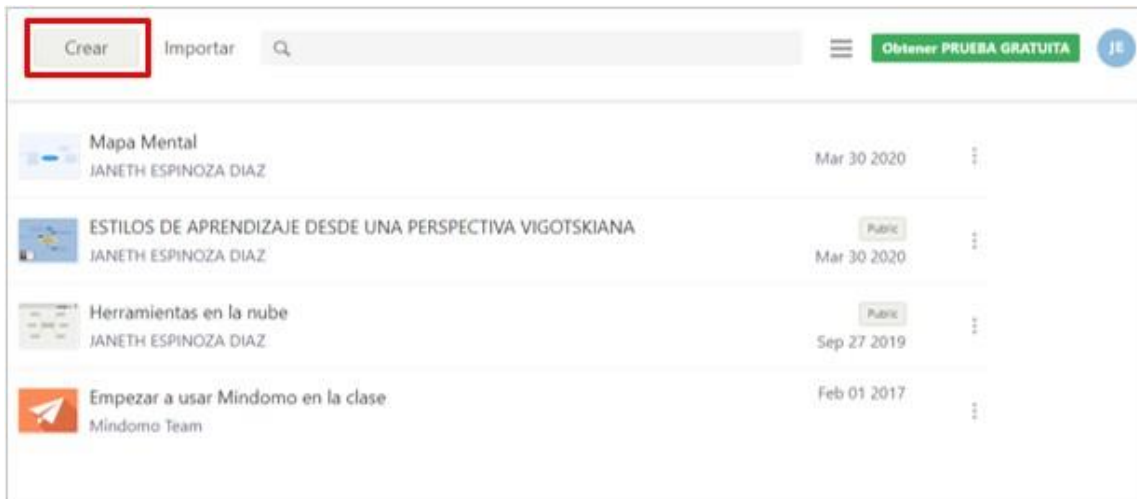 Crear
Importar
Obtener PRUEBA GRATUITA
JE
Mapa Mental
JANETH ESPINOZA DIAZ
Mar 30 2020
ESTILOS DE APRENDIZAJE DESDE UNA PERSPECTIVA VIGOTSKIANA
JANETH ESPINOZA DIAZ
Public
Mar 30 2020
Herramientas en la nube
JANETH ESPINOZA DIAZ
Public
Sep 27 2019
Empezar a usar Mindomo en la clase
Mindomo Team
Feb 01 2017